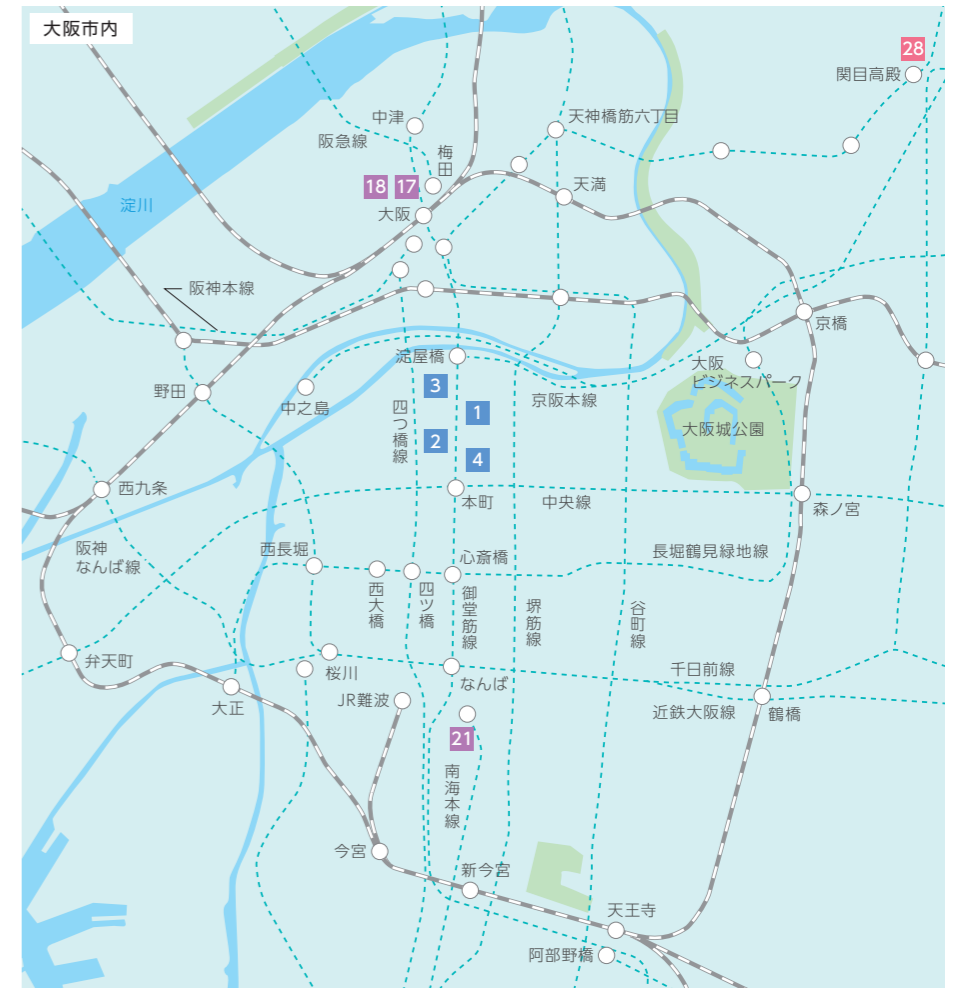 大阪市内
28
関目高殿
天神橋筋六丁目
中津
阪急線
梅田
18
17
天満
大阪
淀川
阪神本線
京橋
淀屋橋
大阪
ビジネスパーク
野田
3
中之島
京阪本線
四つ橋線
1
2
大阪城公園
4
西九条
本町
中央線
森ノ宮
阪神
なんば線
西長堀
心斎橋
長堀鶴見緑地線
西大橋
四ツ橋
御堂筋線
堺筋線
谷町線
弁天町
桜川
なんば
千日前線
大正
JR難波
近鉄大阪線
鶴橋
21
南海本線
今宮
新今宮
天王寺
阿部野橋